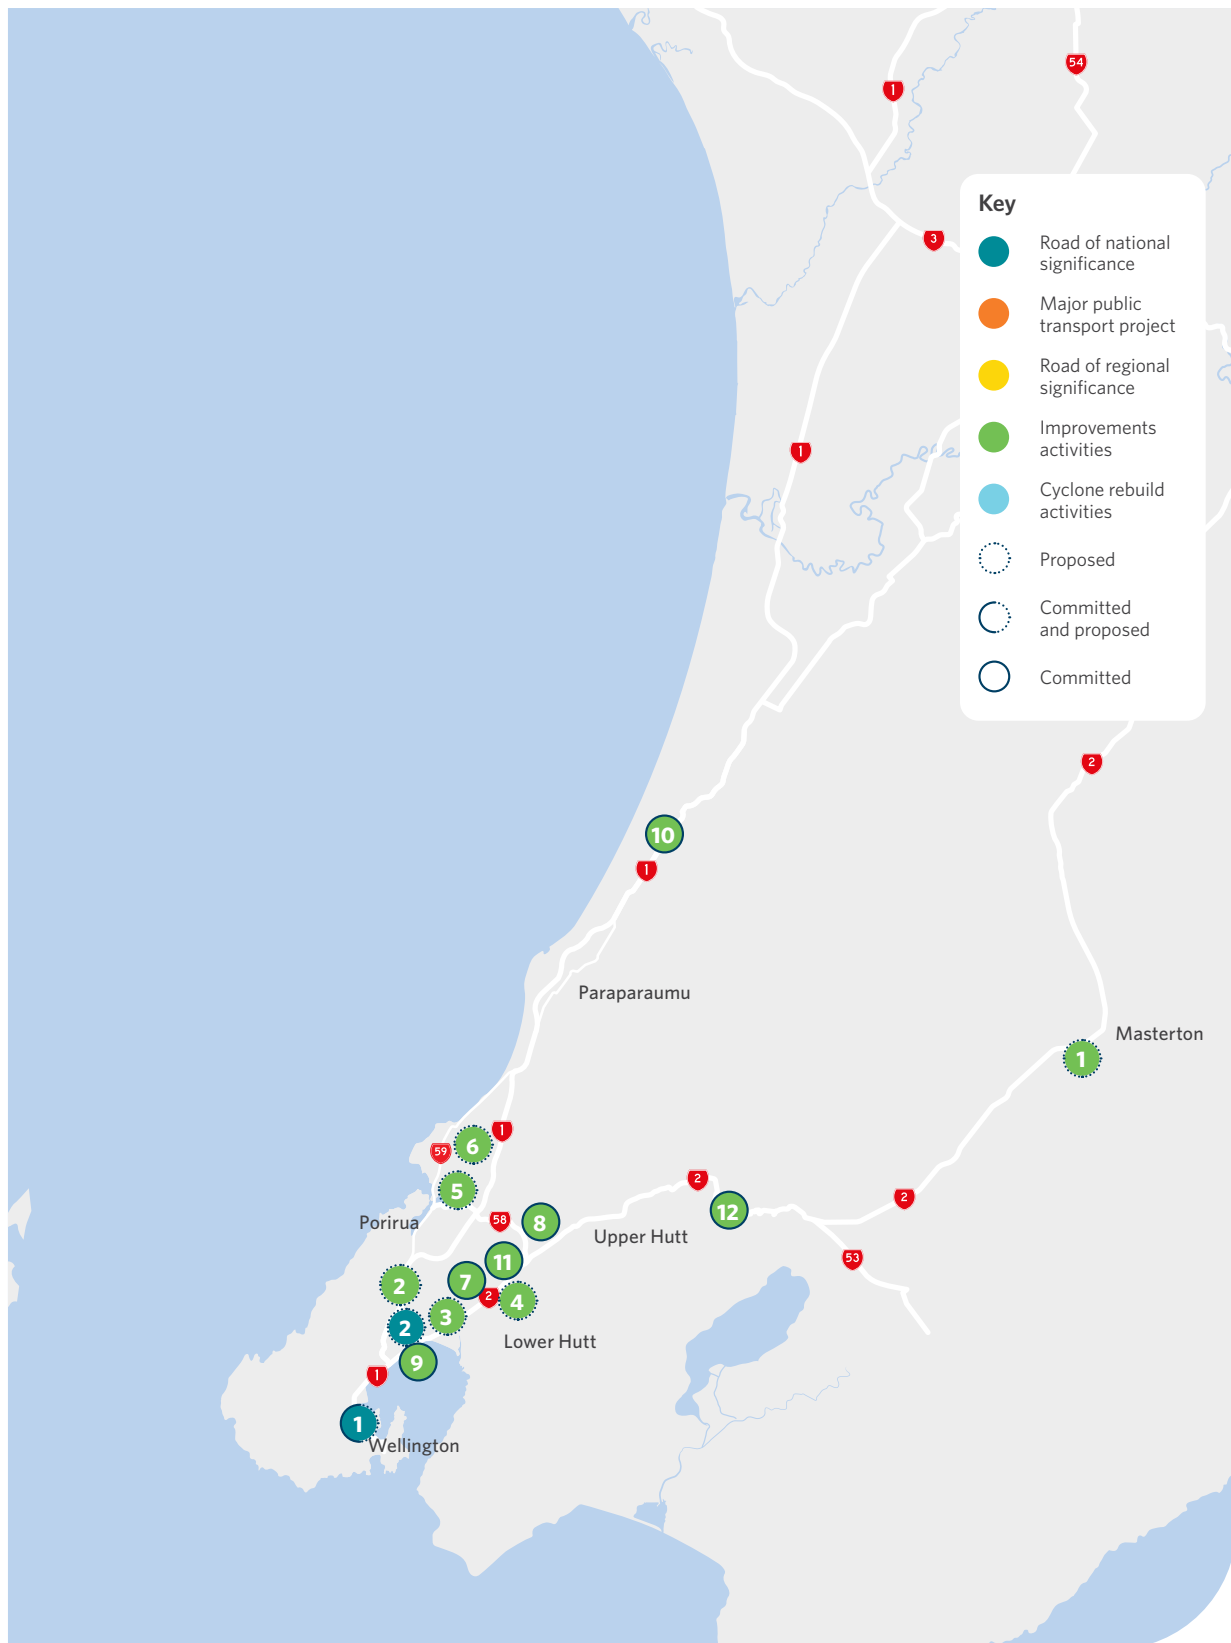 1
54
Key
3
Road of national
significance
Major public
transport project
Road of regional
significance
1
Improvements
activities
Cyclone rebuild
activities
Proposed
Committed
and proposed
Committed
2
10
1
Paraparaumu
Masterton
1
1
6
59
5
2
2
12
Porirua
58
8
Upper Hutt
11
53
7
2
2
4
3
2
Lower Hutt
9
1
1
Wellington